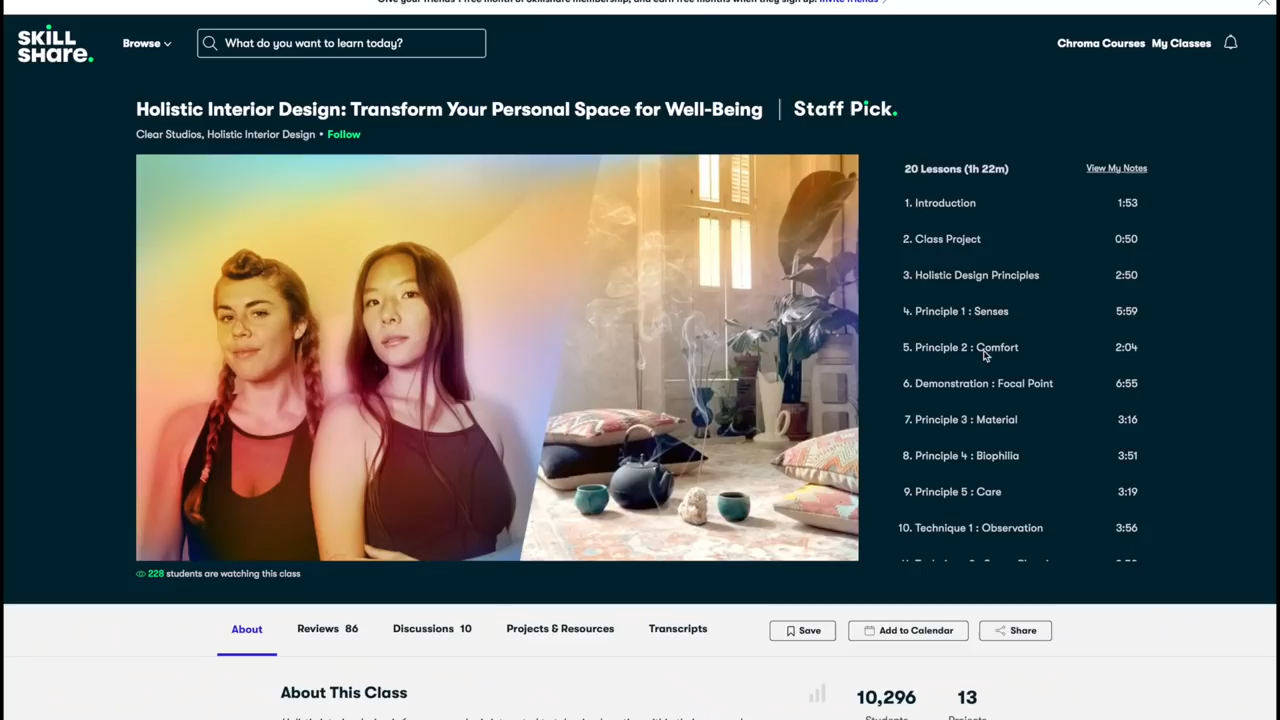 SKiLL
SHare.
Browse
What do you want to learn today?
Chroma Courses
My Classes
Holistic Interior Design: Transform Your Personal Space for Well-Being
Staff Pick.
Clear Studios, Holistic Interior Design • Follow
20 Lessons (1h 22m)
View My Notes
1. Introduction 1:53
2. Class Project 0:50
3. Holistic Design Principles 2:50
4. Principle 1 : Senses 5:59
5. Principle 2 : Comfort 2:04
6. Demonstration : Focal Point 6:55
7. Principle 3 : Material 3:16
8. Principle 4 : Biophilia 3:51
9. Principle 5 : Care 3:19
10. Technique 1 : Observation 3:56
228 students are watching this class
About
Reviews 86
Discussions 10
Projects & Resources
Transcripts
Save
Add to Calendar
Share
About This Class
10,296
13
Students
Projects